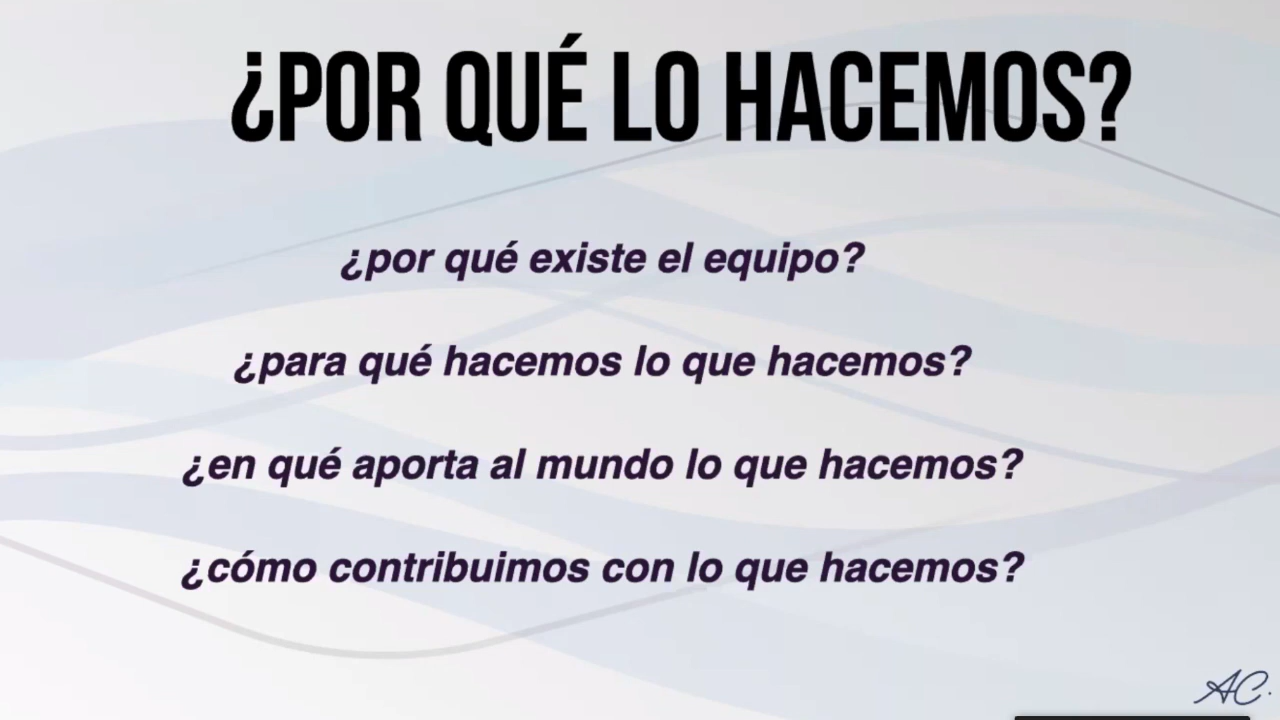 ¿POR QUÉ LO HACEMOS?
¿por qué existe el equipo?
¿para qué hacemos lo que hacemos?
¿en qué aporta al mundo lo que hacemos?
¿cómo contribuimos con lo que hacemos?
AC.